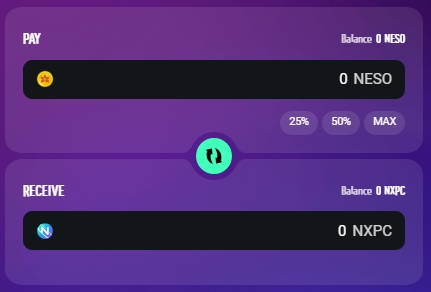 PAY Balance 0 NESO
0 NESO
25% 50% MAX
RECEIVE Balance 0 NXPC
0 NXPC